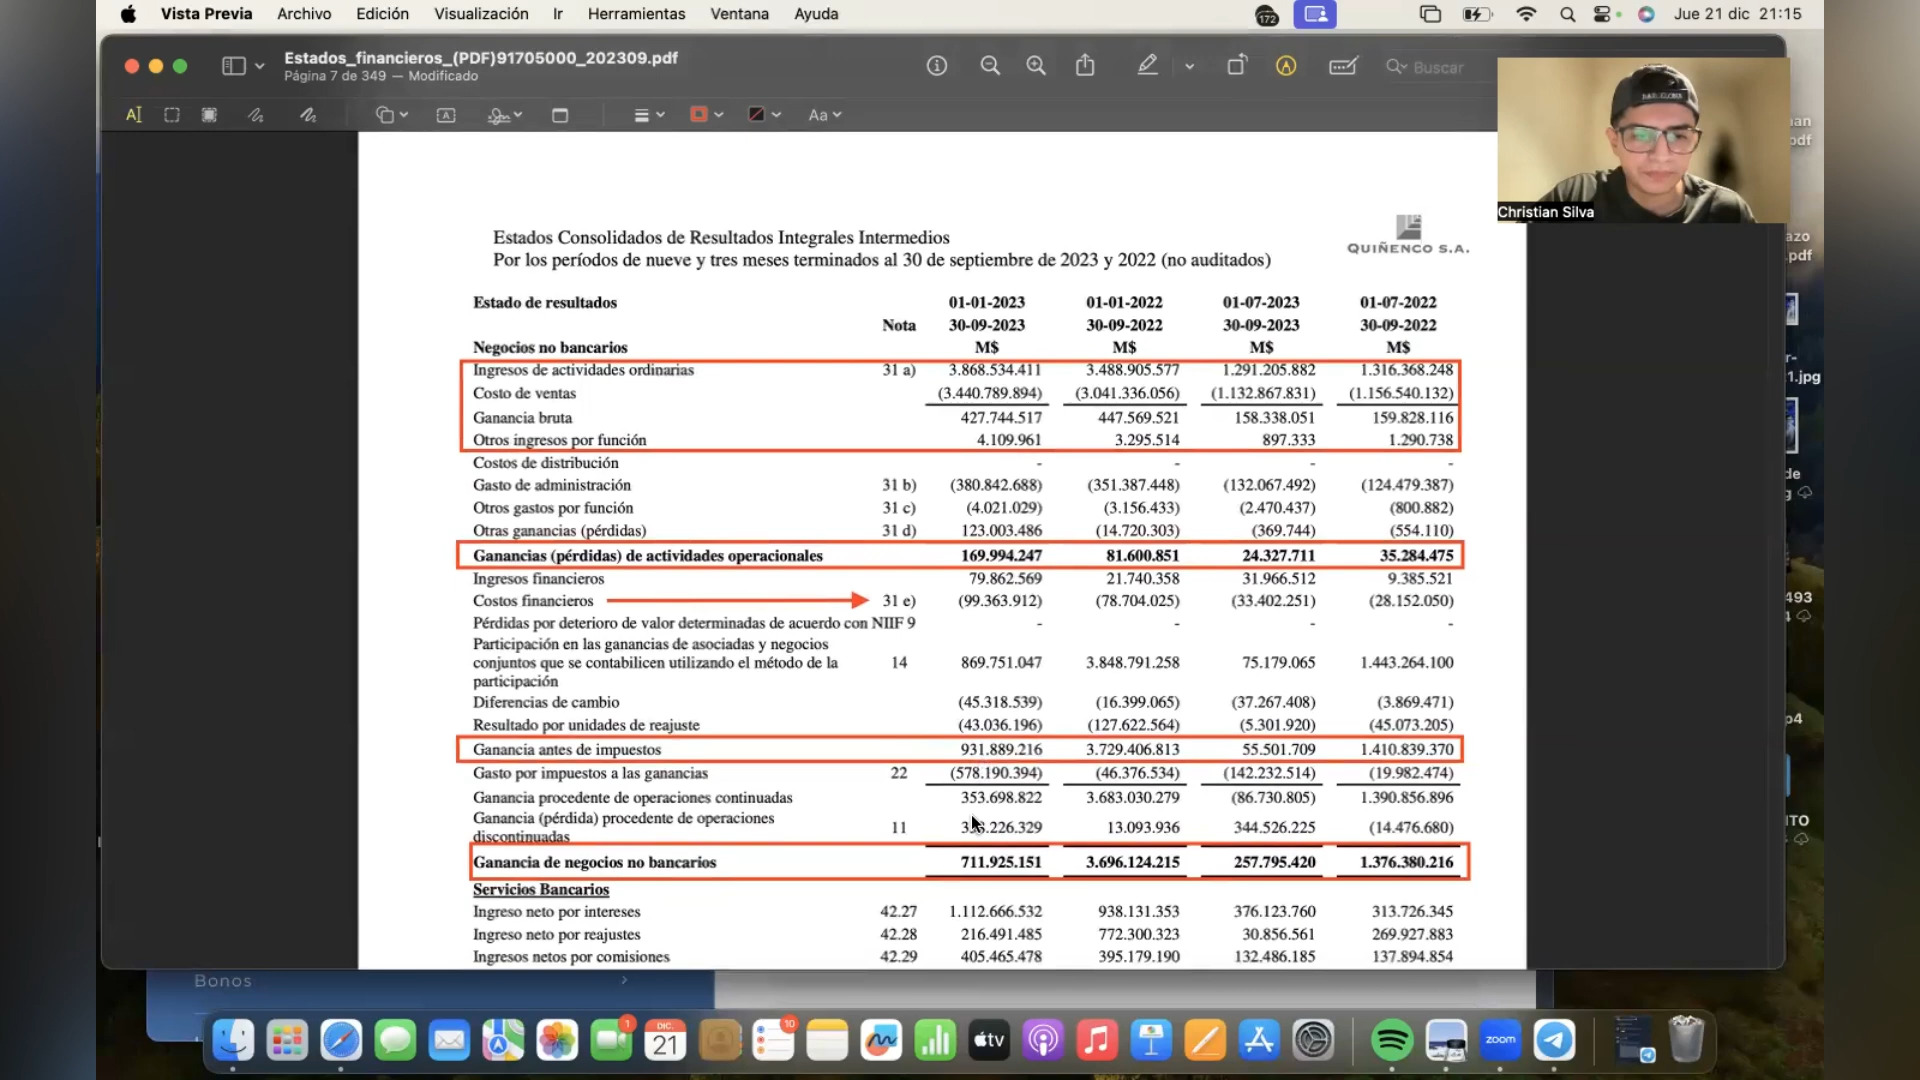 Vista Previa Archivo Edición Visualización Ir Herramientas Ventana Ayuda 172 Jue 21 dic 21:15
Estados_financieros_(PDF)91705000_202309.pdf
Página 7 de 349 — Modificado
Buscar
Aa
Christian Silva
QUIÑENCO S.A.
Estados Consolidados de Resultados Integrales Intermedios
Por los períodos de nueve y tres meses terminados al 30 de septiembre de 2023 y 2022 (no auditados)
Estado de resultados 01-01-2023 01-01-2022 01-07-2023 01-07-2022
Nota 30-09-2023 30-09-2022 30-09-2023 30-09-2022
Negocios no bancarios M$ M$ M$ M$
Ingresos de actividades ordinarias 31 a) 3.868.534.411 3.488.905.577 1.291.205.882 1.316.368.248
Costo de ventas (3.440.789.894) (3.041.336.056) (1.132.867.831) (1.156.540.132)
Ganancia bruta 427.744.517 447.569.521 158.338.051 159.828.116
Otros ingresos por función 4.109.961 3.295.514 897.333 1.290.738
Costos de distribución - - - -
Gasto de administración 31 b) (380.842.688) (351.387.448) (132.067.492) (124.479.387)
Otros gastos por función 31 c) (4.021.029) (3.156.433) (2.470.437) (800.882)
Otras ganancias (pérdidas) 31 d) 123.003.486 (14.720.303) (369.744) (554.110)
Ganancias (pérdidas) de actividades operacionales 169.994.247 81.600.851 24.327.711 35.284.475
Ingresos financieros 79.862.569 21.740.358 31.966.512 9.385.521
Costos financieros 31 e) (99.363.912) (78.704.025) (33.402.251) (28.152.050)
Pérdidas por deterioro de valor determinadas de acuerdo con NIIF 9 - - - -
Participación en las ganancias de asociadas y negocios
conjuntos que se contabilicen utilizando el método de la 14 869.751.047 3.848.791.258 75.179.065 1.443.264.100
participación
Diferencias de cambio (45.318.539) (16.399.065) (37.267.408) (3.869.471)
Resultado por unidades de reajuste (43.036.196) (127.622.564) (5.301.920) (45.073.205)
Ganancia antes de impuestos 931.889.216 3.729.406.813 55.501.709 1.410.839.370
Gasto por impuestos a las ganancias 22 (578.190.394) (46.376.534) (142.232.514) (19.982.474)
Ganancia procedente de operaciones continuadas 353.698.822 3.683.030.279 (86.730.805) 1.390.856.896
Ganancia (pérdida) procedente de operaciones
discontinuadas 11 13.093.936 344.526.225 (14.476.680)
Ganancia de negocios no bancarios 711.925.151 3.696.124.215 257.795.420 1.376.380.216
Servicios Bancarios
Ingreso neto por intereses 42.27 1.112.666.532 938.131.353 376.123.760 313.726.345
Ingreso neto por reajustes 42.28 216.491.485 772.300.323 30.856.561 269.927.883
Ingresos netos por comisiones 42.29 405.465.478 395.179.190 132.486.185 137.894.854
Bonos
1
DIC.
21
10
tv
zoom